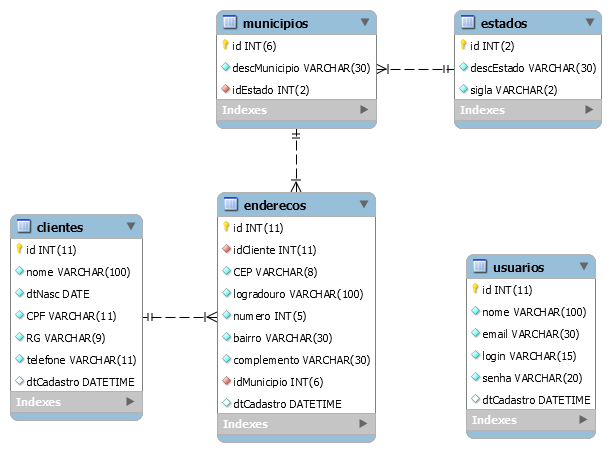 municipios
id INT(6)
descMunicipio VARCHAR(30)
idEstado INT(2)
Indexes
estados
id INT(2)
descEstado VARCHAR(30)
sigla VARCHAR(2)
Indexes
clientes
id INT(11)
nome VARCHAR(100)
dtNasc DATE
CPF VARCHAR(11)
RG VARCHAR(9)
telefone VARCHAR(11)
dtCadastro DATETIME
Indexes
enderecos
id INT(11)
idCliente INT(11)
CEP VARCHAR(8)
logradouro VARCHAR(100)
numero INT(5)
bairro VARCHAR(30)
complemento VARCHAR(30)
idMunicipio INT(6)
dtCadastro DATETIME
Indexes
usuarios
id INT(11)
nome VARCHAR(100)
email VARCHAR(30)
login VARCHAR(15)
senha VARCHAR(20)
dtCadastro DATETIME
Indexes